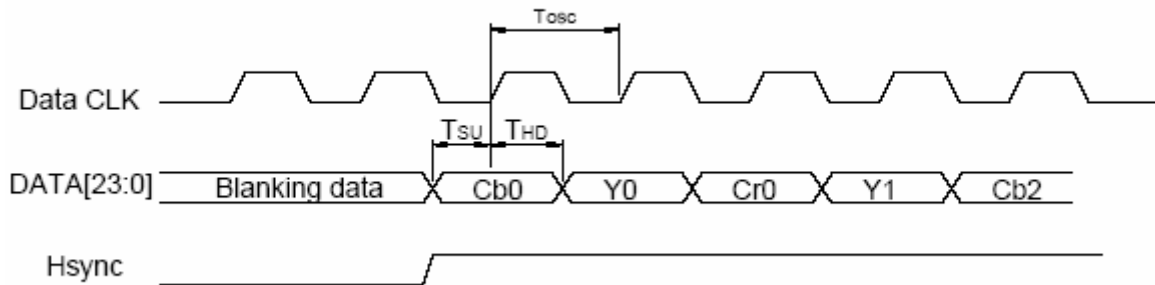 Tosc
Data CLK
TSU THD
DATA[23:0] Blanking data Cb0 Y0 Cr0 Y1 Cb2
Hsync